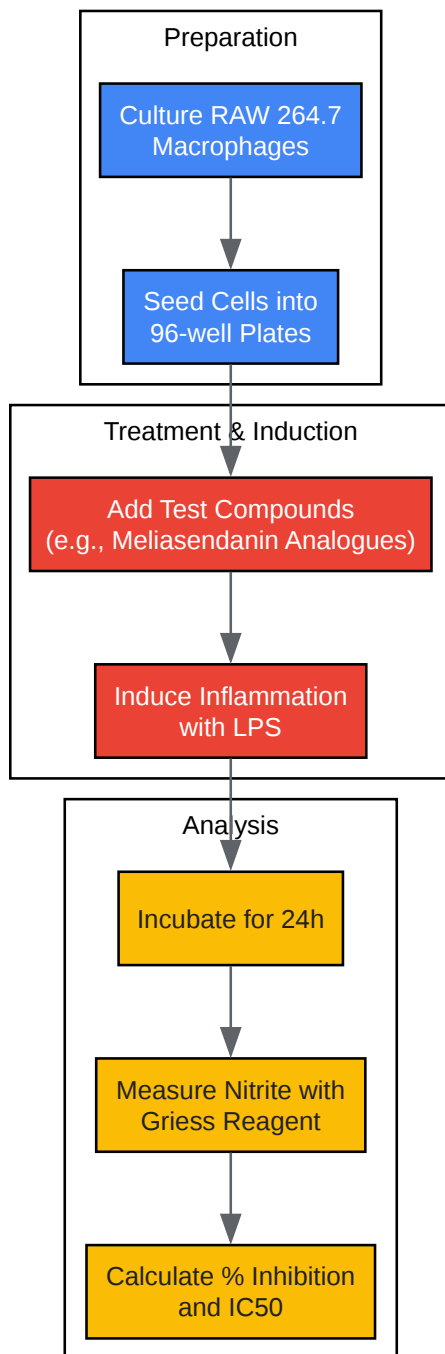 Preparation
Culture RAW 264.7
Macrophages
Seed Cells into
96-well Plates
Treatment & Induction
Add Test Compounds
(e.g., Meliasendanin Analogues)
Induce Inflammation
with LPS
Analysis
Incubate for 24h
Measure Nitrite with
Griess Reagent
Calculate % Inhibition
and IC50